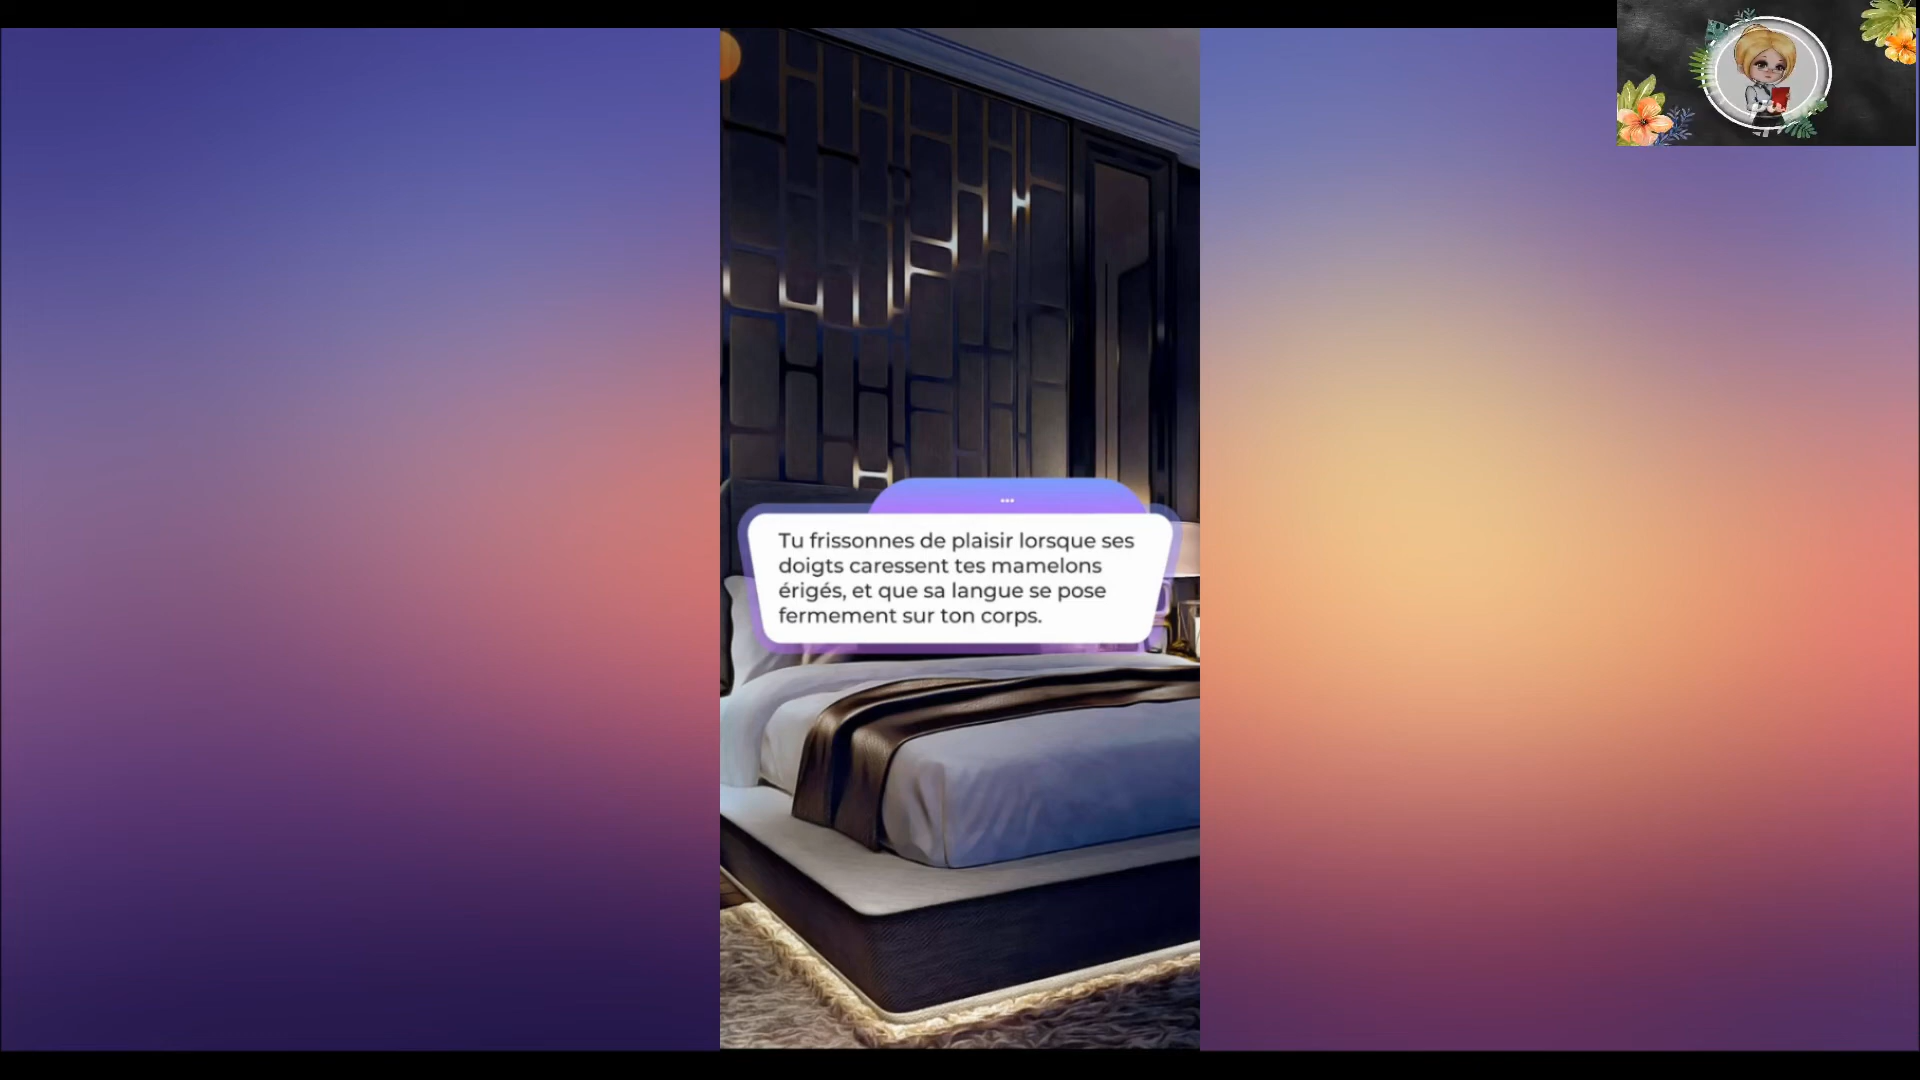 ...
Tu frissonnes de plaisir lorsque ses
doigts caressent tes mamelons
érigés, et que sa langue se pose
fermement sur ton corps.